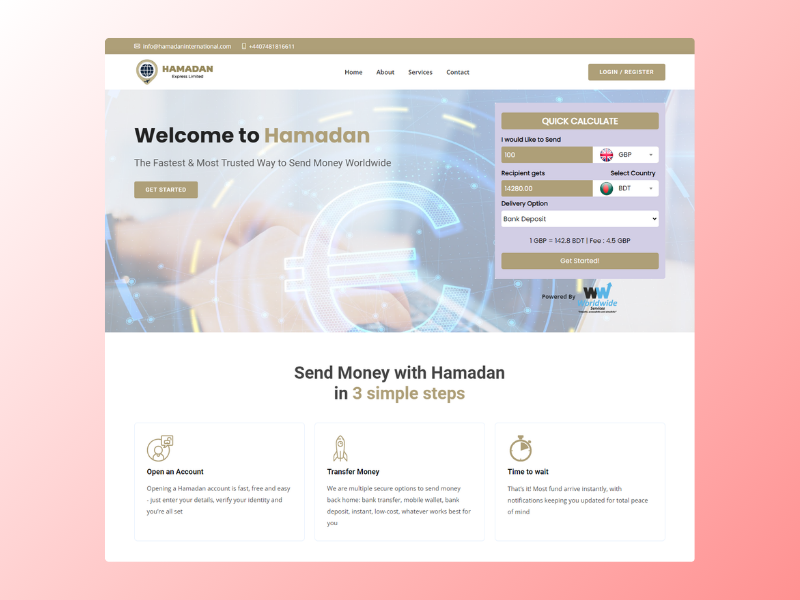 info@hamadaninternational.com +4407481816611
HAMADAN
Express Limited
Home About Services Contact
LOGIN / REGISTER
Welcome to Hamadan
The Fastest & Most Trusted Way to Send Money Worldwide
GET STARTED
QUICK CALCULATE
I would Like to Send
100 GBP
Recipient gets Select Country
14280.00 BDT
Delivery Option
Bank Deposit
1 GBP = 142.8 BDT | Fee : 4.5 GBP
Get Started!
Powered By WW
Worldwide
Services
Send Money with Hamadan
in 3 simple steps
Open an Account
Opening a Hamadan account is fast, free and easy
- just enter your details, verify your identity and
you're all set
Transfer Money
We are multiple secure options to send money
back home: bank transfer, mobile wallet, bank
deposit, instant, low-cost, whatever works best for
you
Time to wait
That's it! Most fund arrive instantly, with
notifications keeping you updated for total peace
of mind